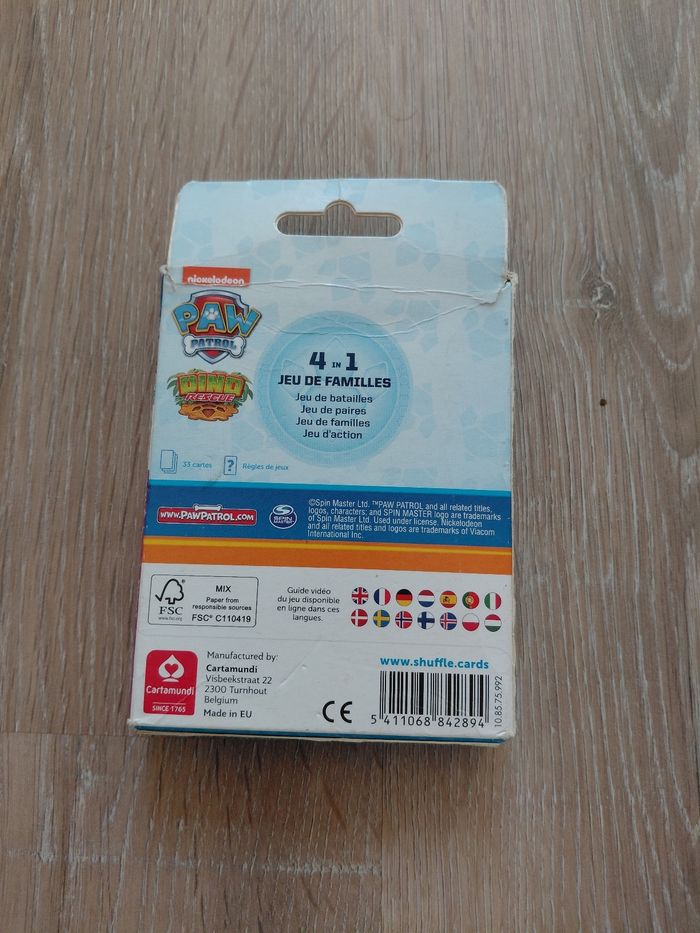 nickelodeon
PAW
PATROL
DINO
RESCUE
4 IN 1
JEU DE FAMILLES
Jeu de batailles
Jeu de paires
Jeu de familles
Jeu d'action
33 cartes
? Règles de jeux
www.PawPatrol.com
SPIN MASTER
©Spin Master Ltd. ™PAW PATROL and all related titles,
logos, characters; and SPIN MASTER logo are trademarks
of Spin Master Ltd. Used under license. Nickelodeon
and all related titles and logos are trademarks of Viacom
International Inc.
FSC
www.fsc.org
MIX
Paper from
responsible sources
FSC® C110419
Guide vidéo
du jeu disponible
en ligne dans ces
langues.
Cartamundi
SINCE 1765
Manufactured by:
Cartamundi
Visbeekstraat 22
2300 Turnhout
Belgium
Made in EU
CE
www.shuffle.cards
5 411068 842894
10.85.75.992